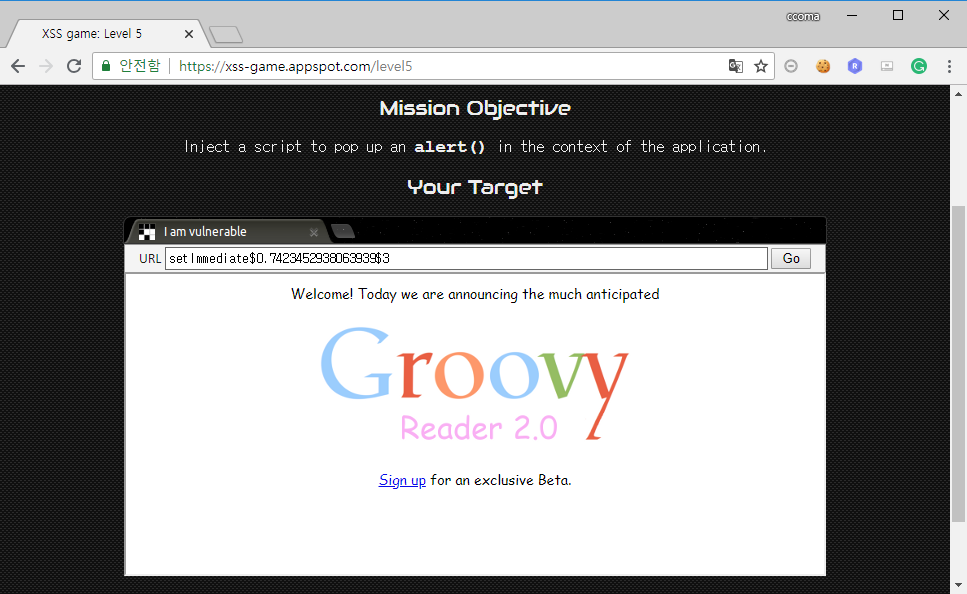 ccoma
XSS game: Level 5
안전함 https://xss-game.appspot.com/level5
Mission Objective
Inject a script to pop up an alert() in the context of the application.
Your Target
I am vulnerable
URL setImmediate$0.7423452938063939$3 Go
Welcome! Today we are announcing the much anticipated
Groovy
Reader 2.0
Sign up for an exclusive Beta.